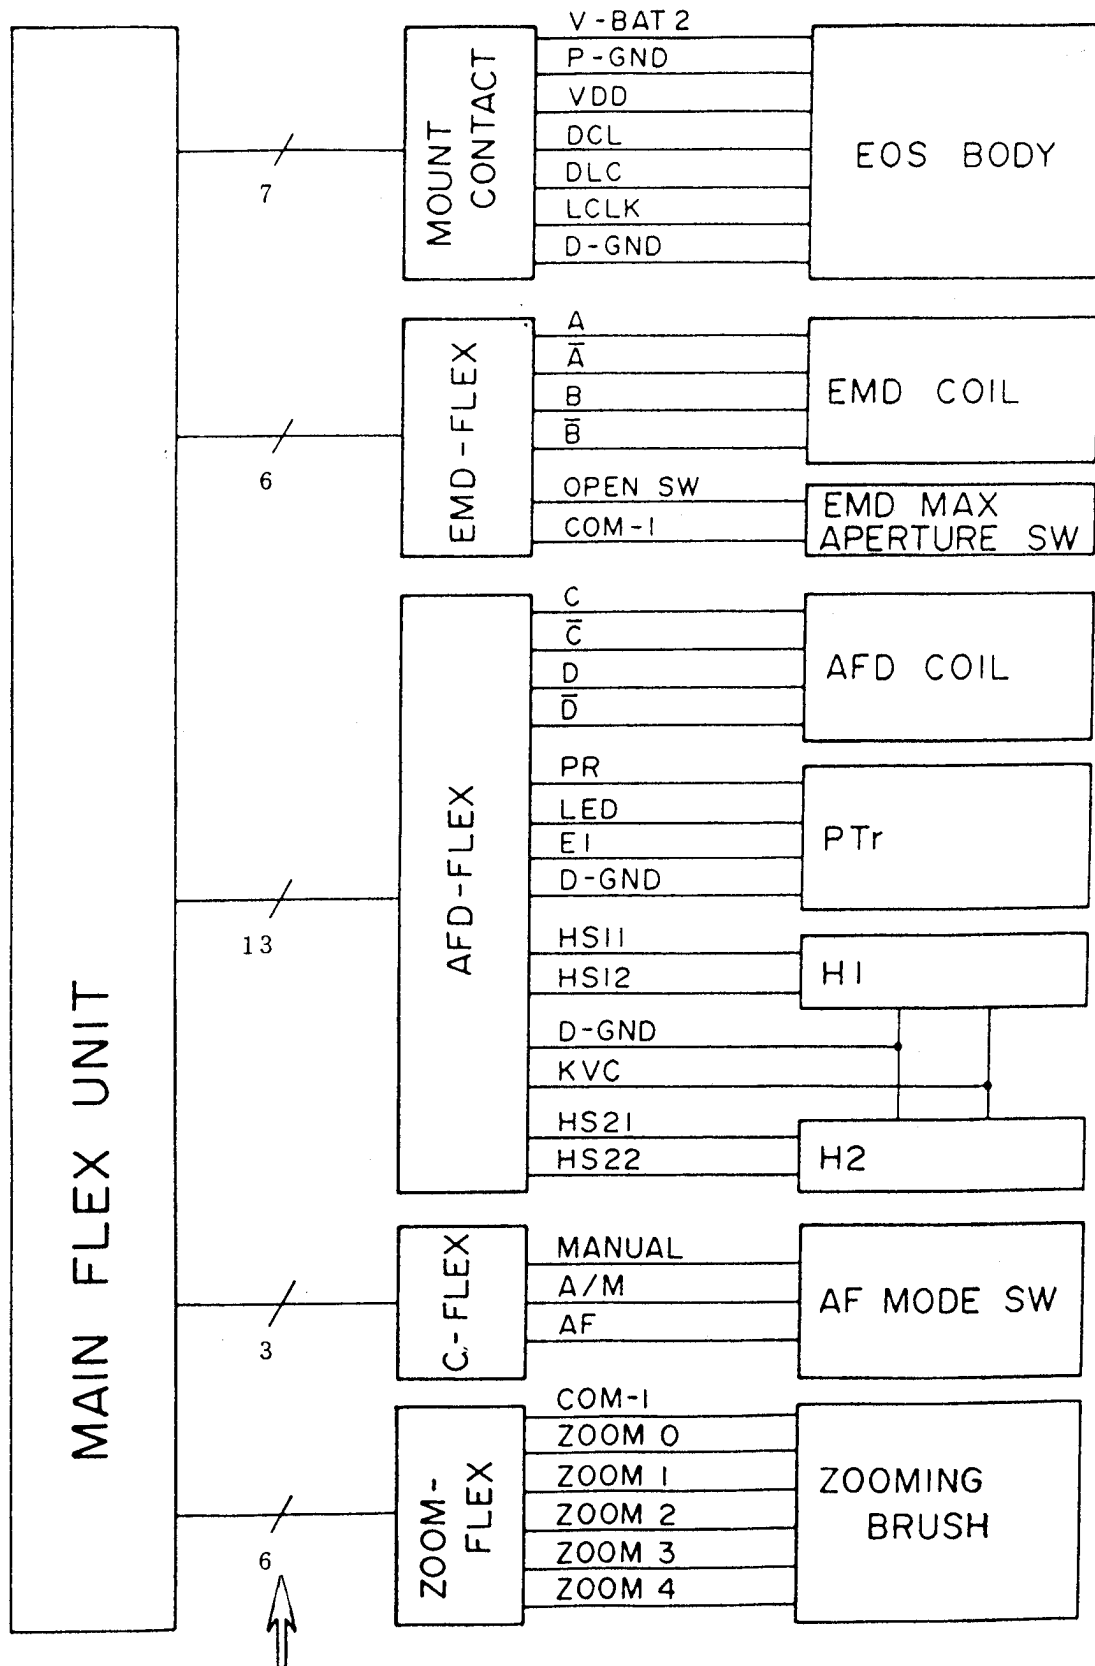 MAIN FLEX UNIT
7
MOUNT
CONTACT
V-BAT 2
P-GND
VDD
DCL
DLC
LCLK
D-GND
EOS BODY
6
EMD-FLEX
A
A̅
B
B̅
OPEN SW
COM-1
EMD COIL
EMD MAX
APERTURE SW
13
AFD-FLEX
C
C̅
D
D̅
PR
LED
E1
D-GND
HS11
HS12
D-GND
KVC
HS21
HS22
AFD COIL
PTr
H1
H2
3
C-FLEX
MANUAL
A/M
AF
AF MODE SW
6
ZOOM-
FLEX
COM-1
ZOOM 0
ZOOM 1
ZOOM 2
ZOOM 3
ZOOM 4
ZOOMING
BRUSH